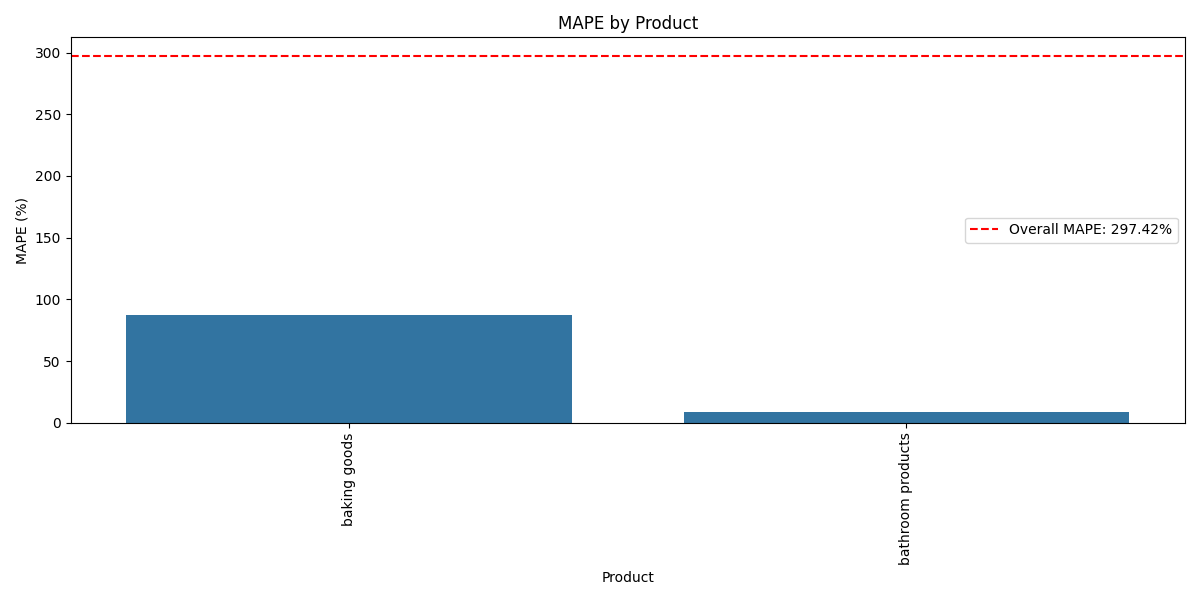 MAPE by Product
MAPE (%)
300
250
200
150
100
50
0
Overall MAPE: 297.42%
baking goods
bathroom products
Product